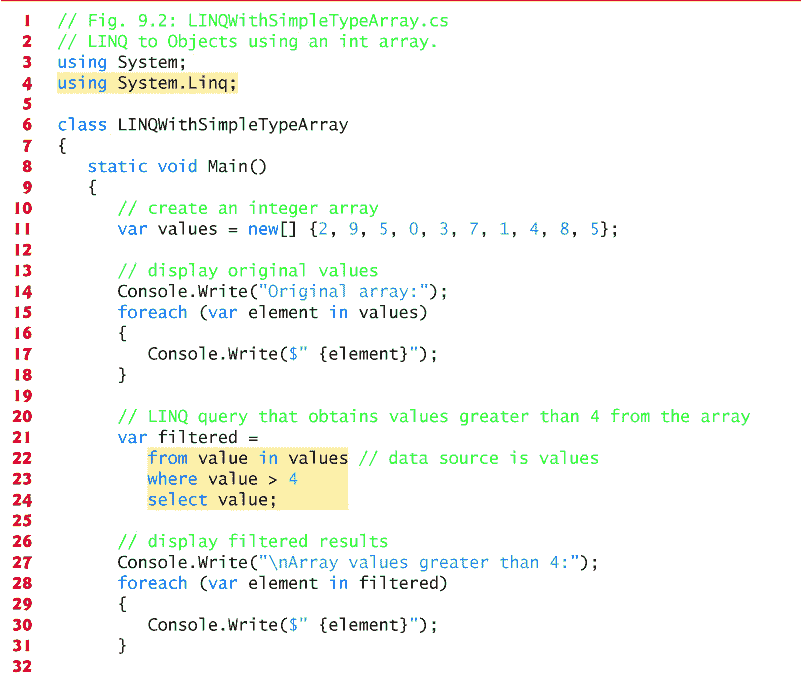 1 // Fig. 9.2: LINQWithSimpleTypeArray.cs
2 // LINQ to Objects using an int array.
3 using System;
4 using System.Linq;
5
6 class LINQWithSimpleTypeArray
7 {
8 static void Main()
9 {
10 // create an integer array
11 var values = new[] {2, 9, 5, 0, 3, 7, 1, 4, 8, 5};
12
13 // display original values
14 Console.Write("Original array:");
15 foreach (var element in values)
16 {
17 Console.Write($" {element}");
18 }
19
20 // LINQ query that obtains values greater than 4 from the array
21 var filtered =
22 from value in values // data source is values
23 where value > 4
24 select value;
25
26 // display filtered results
27 Console.Write("\nArray values greater than 4:");
28 foreach (var element in filtered)
29 {
30 Console.Write($" {element}");
31 }
32